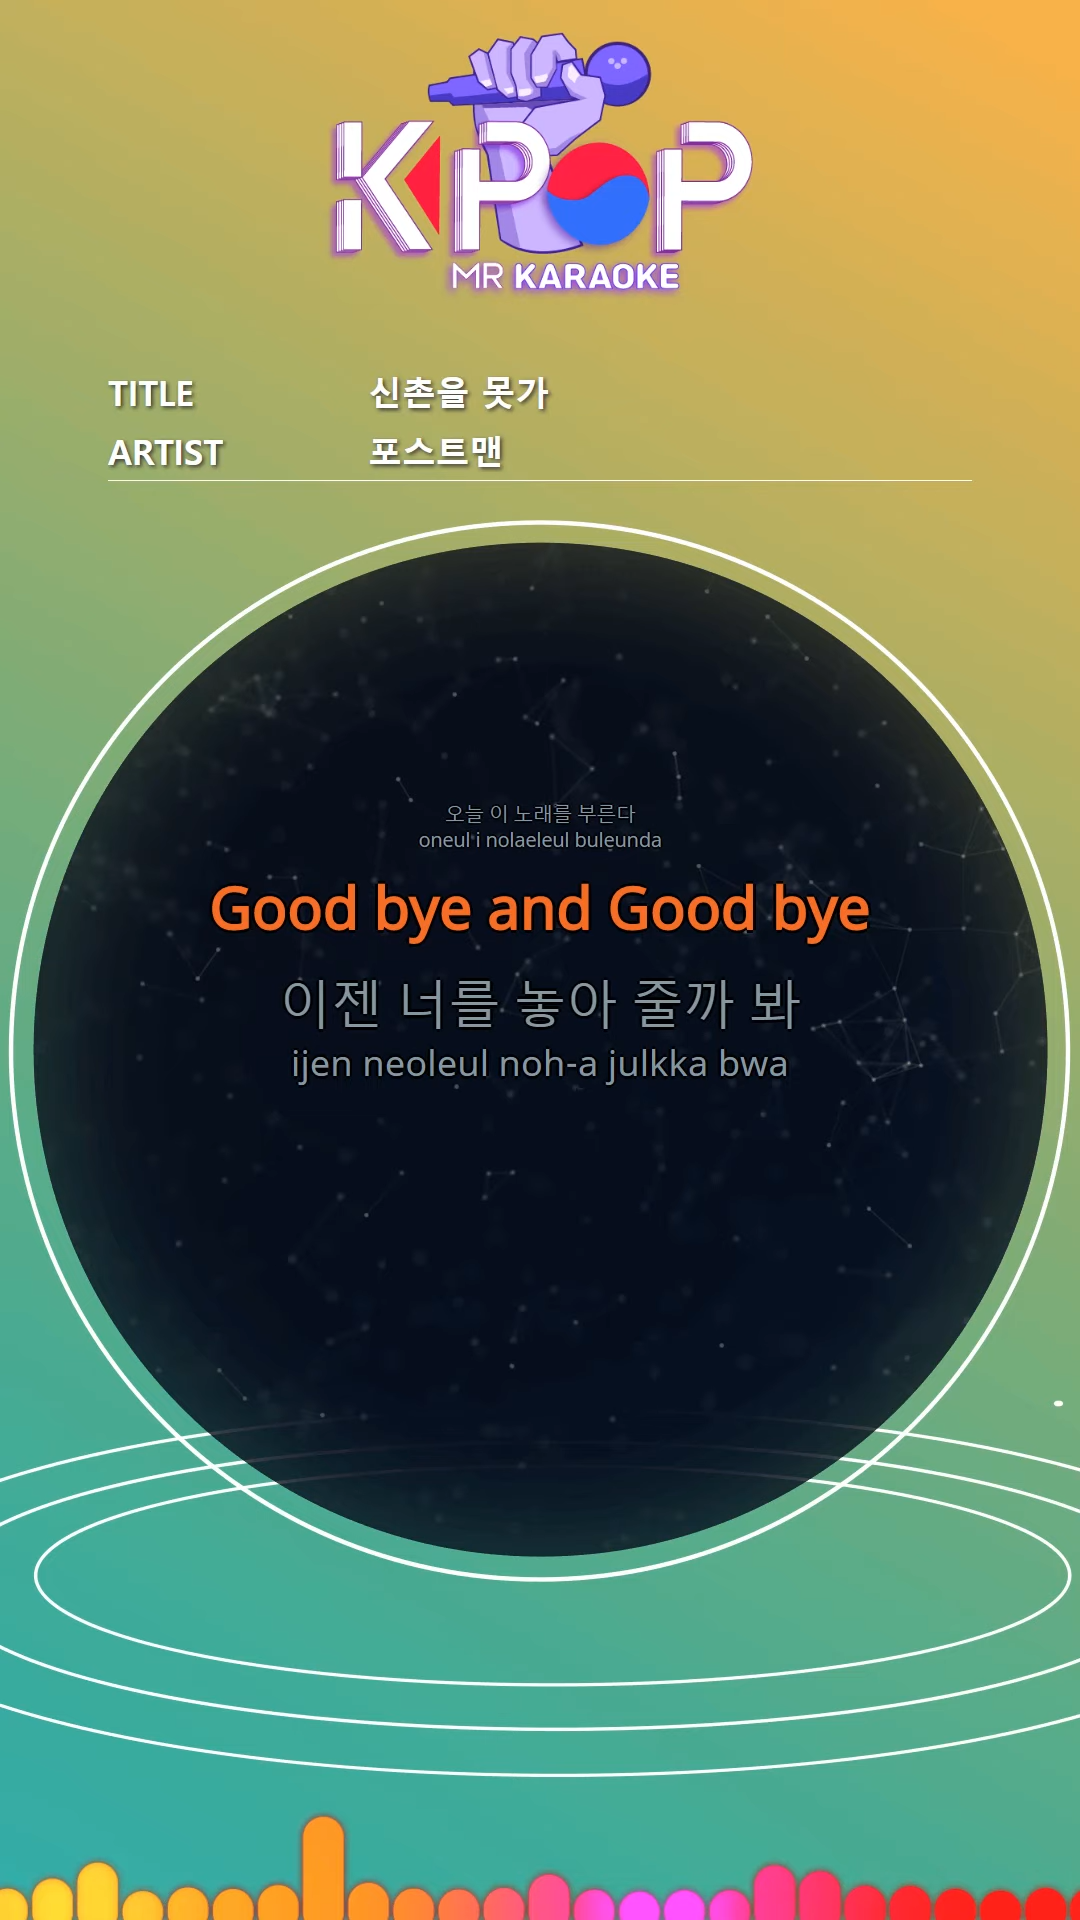 KPOP
MR KARAOKE
TITLE 신촌을 못가
ARTIST 포스트맨
오늘 이 노래를 부른다
oneul i nolaeleul buleunda
Good bye and Good bye
이젠 너를 놓아 줄까 봐
ijen neoleul noh-a julkka bwa